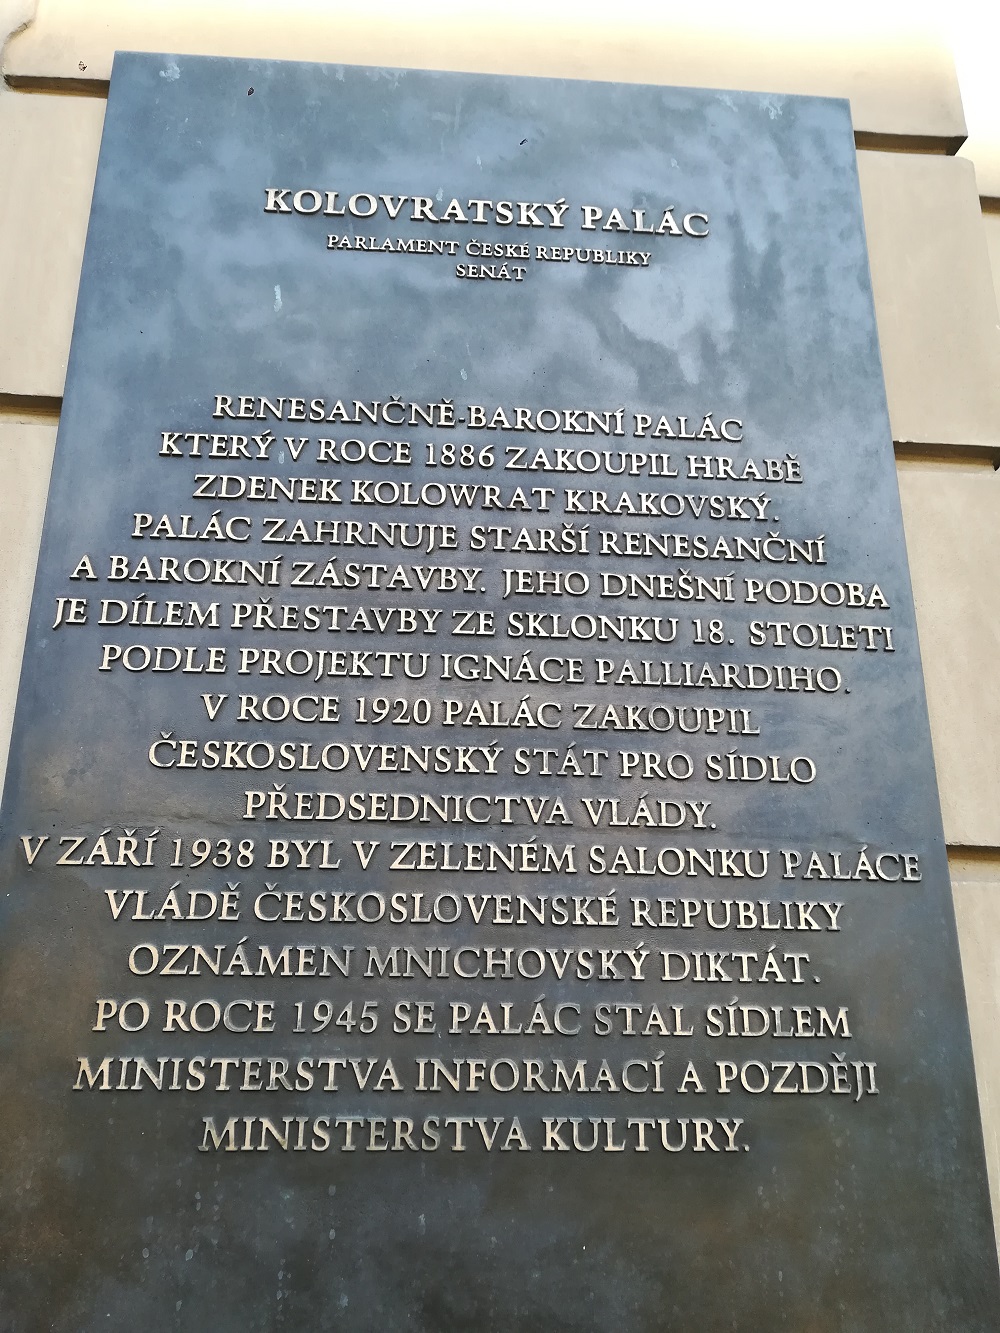 KOLOVRATSKÝ PALÁC
PARLAMENT ČESKÉ REPUBLIKY
SENÁT
RENESANČNĚ-BAROKNÍ PALÁC
KTERÝ V ROCE 1886 ZAKOUPIL HRABĚ
ZDENEK KOLOWRAT KRAKOVSKÝ.
PALÁC ZAHRNUJE STARŠÍ RENESANČNÍ
A BAROKNÍ ZÁSTAVBY. JEHO DNEŠNÍ PODOBA
JE DÍLEM PŘESTAVBY ZE SKLONKU 18. STOLETI
PODLE PROJEKTU IGNÁCE PALLIARDIHO.
V ROCE 1920 PALÁC ZAKOUPIL
ČESKOSLOVENSKÝ STÁT PRO SÍDLO
PŘEDSEDNICTVA VLÁDY.
V ZÁŘÍ 1938 BYL V ZELENÉM SALONKU PALÁCE
VLÁDĚ ČESKOSLOVENSKÉ REPUBLIKY
OZNÁMEN MNICHOVSKÝ DIKTÁT.
PO ROCE 1945 SE PALÁC STAL SÍDLEM
MINISTERSTVA INFORMACÍ A POZDĚJI
MINISTERSTVA KULTURY.